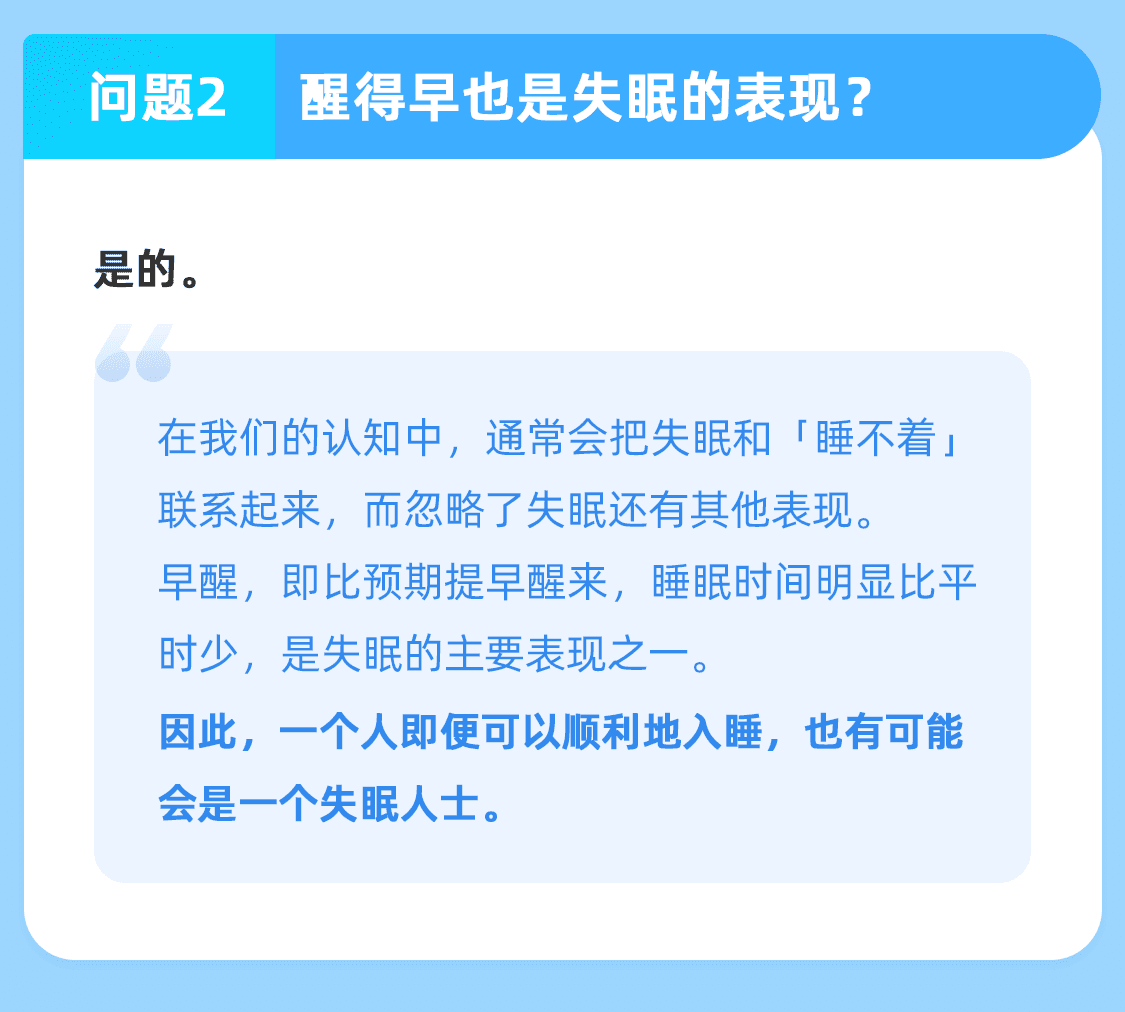 问题2 醒得早也是失眠的表现？
是的。
在我们的认知中，通常会把失眠和「睡不着」
联系起来，而忽略了失眠还有其他表现。
早醒，即比预期提早醒来，睡眠时间明显比平
时少，是失眠的主要表现之一。
因此，一个人即便可以顺利地入睡，也有可能
会是一个失眠人士。